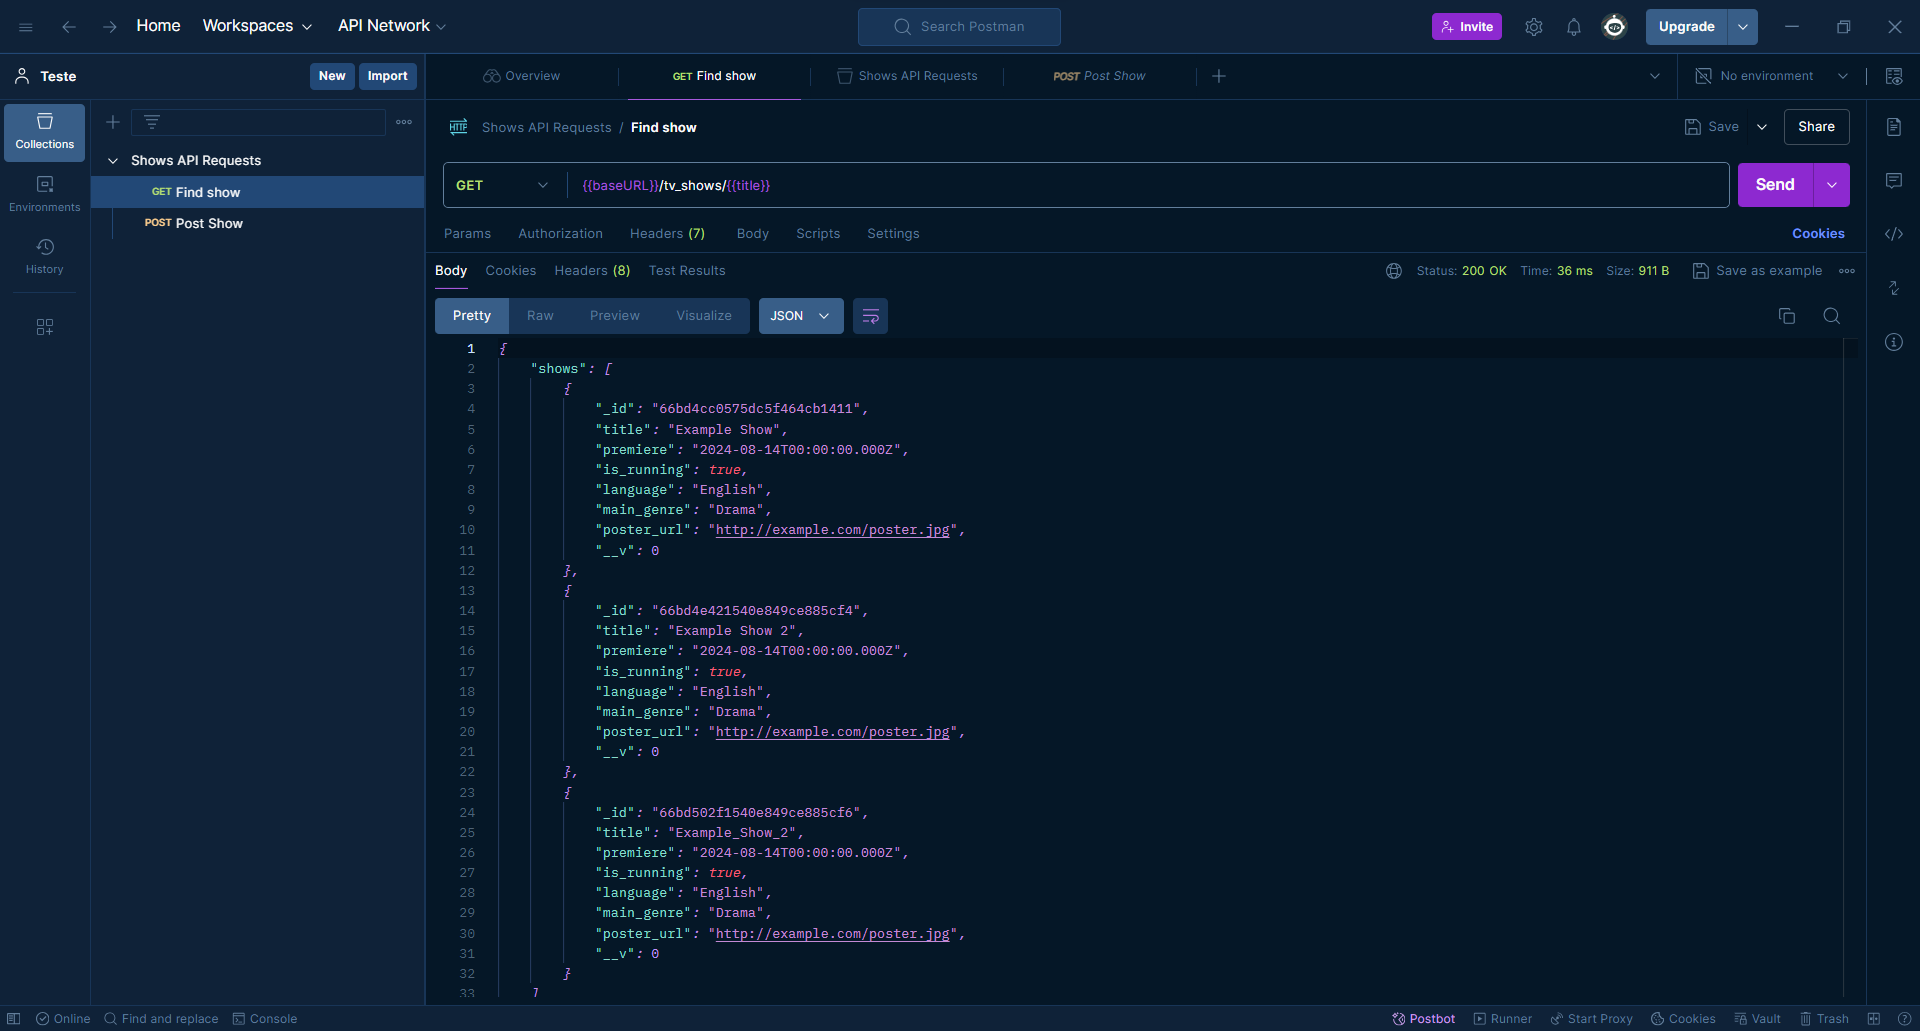 Home Workspaces API Network Search Postman Invite Upgrade
Teste New Import Overview GET Find show Shows API Requests POST Post Show No environment
Collections
Environments
History
Shows API Requests
GET Find show
POST Post Show
HTTP Shows API Requests / Find show Save Share
GET {{baseURL}}/tv_shows/{{title}} Send
Params Authorization Headers (7) Body Scripts Settings Cookies
Body Cookies Headers (8) Test Results Status: 200 OK Time: 36 ms Size: 911 B Save as example
Pretty Raw Preview Visualize JSON
1 {
2 "shows": [
3 {
4 "_id": "66bd4cc0575dc5f464cb1411",
5 "title": "Example Show",
6 "premiere": "2024-08-14T00:00:00.000Z",
7 "is_running": true,
8 "language": "English",
9 "main_genre": "Drama",
10 "poster_url": "http://example.com/poster.jpg",
11 "__v": 0
12 },
13 {
14 "_id": "66bd4e421540e849ce885cf4",
15 "title": "Example Show 2",
16 "premiere": "2024-08-14T00:00:00.000Z",
17 "is_running": true,
18 "language": "English",
19 "main_genre": "Drama",
20 "poster_url": "http://example.com/poster.jpg",
21 "__v": 0
22 },
23 {
24 "_id": "66bd502f1540e849ce885cf6",
25 "title": "Example_Show_2",
26 "premiere": "2024-08-14T00:00:00.000Z",
27 "is_running": true,
28 "language": "English",
29 "main_genre": "Drama",
30 "poster_url": "http://example.com/poster.jpg",
31 "__v": 0
32 }
33 ]
Online Find and replace Console Postbot Runner Start Proxy Cookies Vault Trash